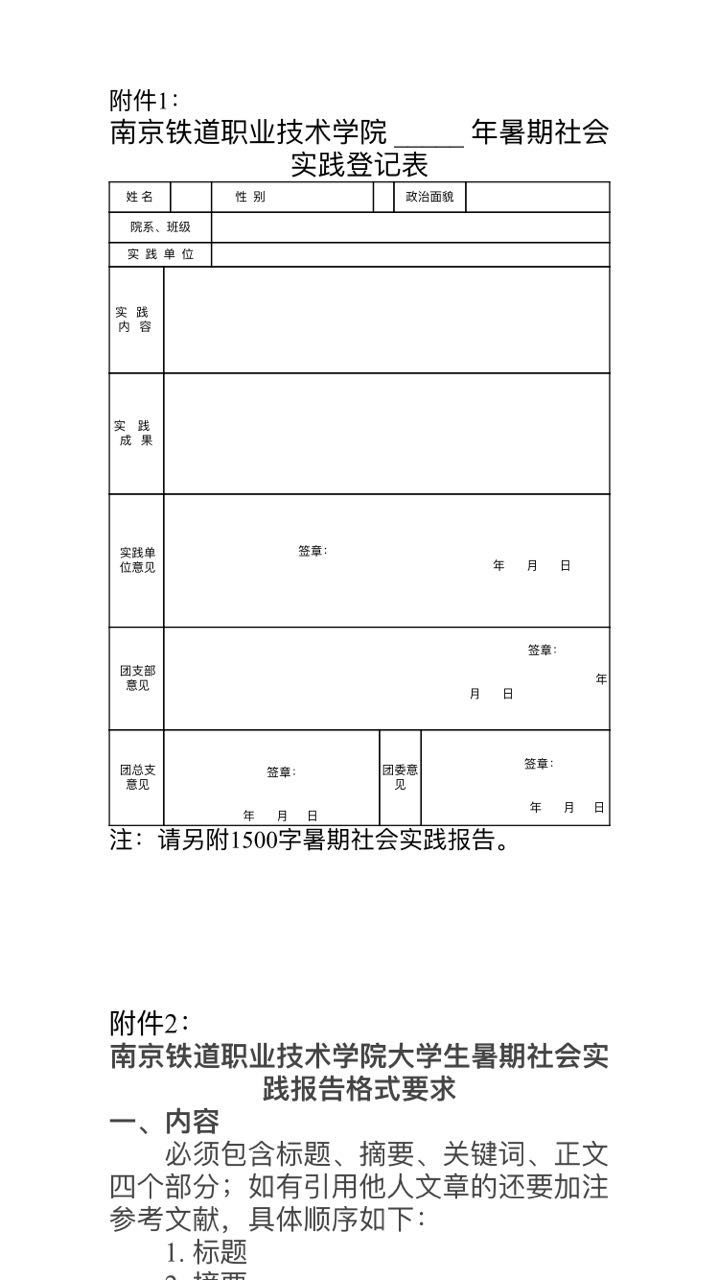 附件1：
南京铁道职业技术学院 _____ 年暑期社会
实践登记表
姓 名 性 别 政治面貌
院系、班级
实 践 单 位
实 践
内 容
实 践
成 果
实践单
位意见
签章：
年 月 日
团支部
意见
签章：
年
月 日
团总支
意见
签章：
年 月 日
团委意
见
签章：
年 月 日
注：请另附1500字暑期社会实践报告。
附件2：
南京铁道职业技术学院大学生暑期社会实
践报告格式要求
一、内容
必须包含标题、摘要、关键词、正文
四个部分；如有引用他人文章的还要加注
参考文献，具体顺序如下：
1. 标题
2. 摘要